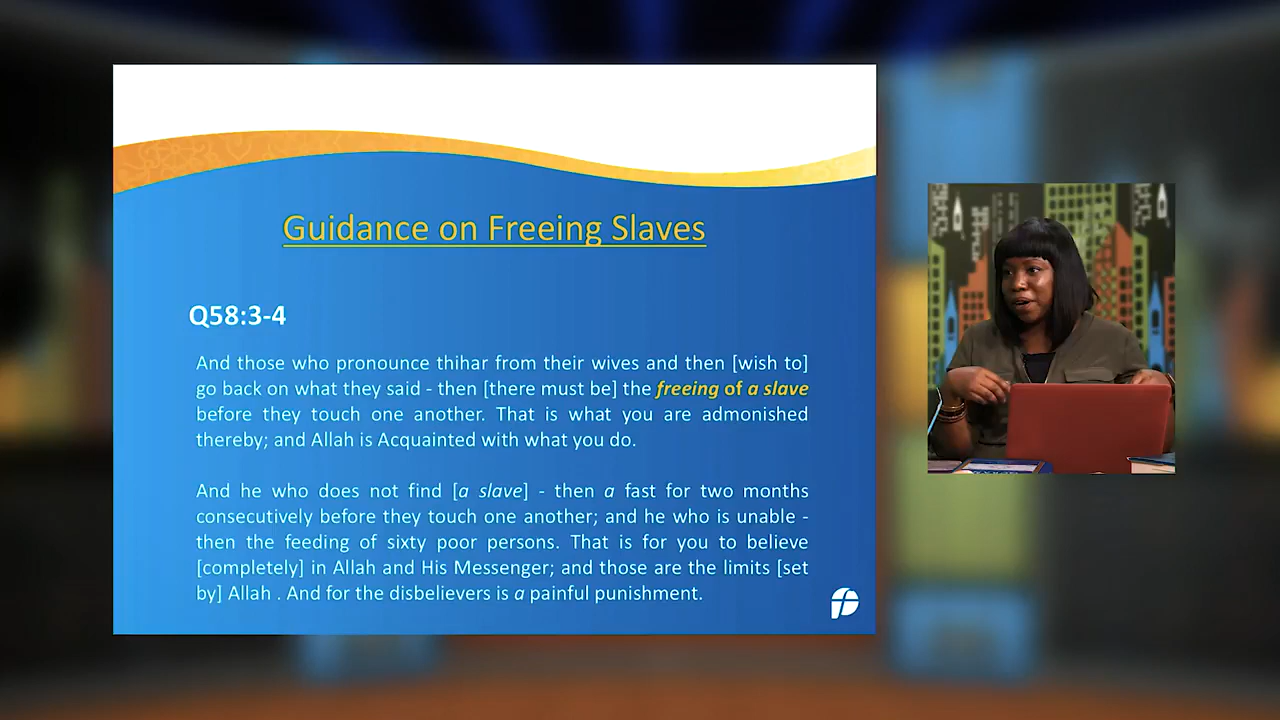 Guidance on Freeing Slaves
Q58:3-4
And those who pronounce thihar from their wives and then [wish to]
go back on what they said - then [there must be] the freeing of a slave
before they touch one another. That is what you are admonished
thereby; and Allah is Acquainted with what you do.
And he who does not find [a slave] - then a fast for two months
consecutively before they touch one another; and he who is unable -
then the feeding of sixty poor persons. That is for you to believe
[completely] in Allah and His Messenger; and those are the limits [set
by] Allah . And for the disbelievers is a painful punishment.